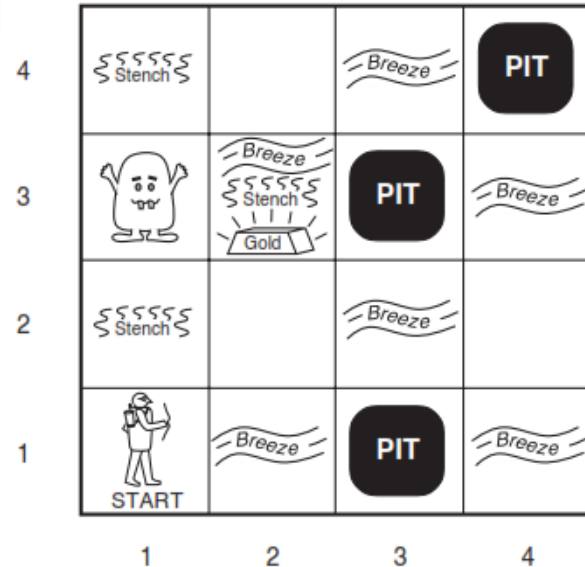 4
Stench
Breeze
PIT
3
Breeze
Stench
Gold
PIT
Breeze
2
Stench
Breeze
1
START
Breeze
PIT
Breeze
1 2 3 4